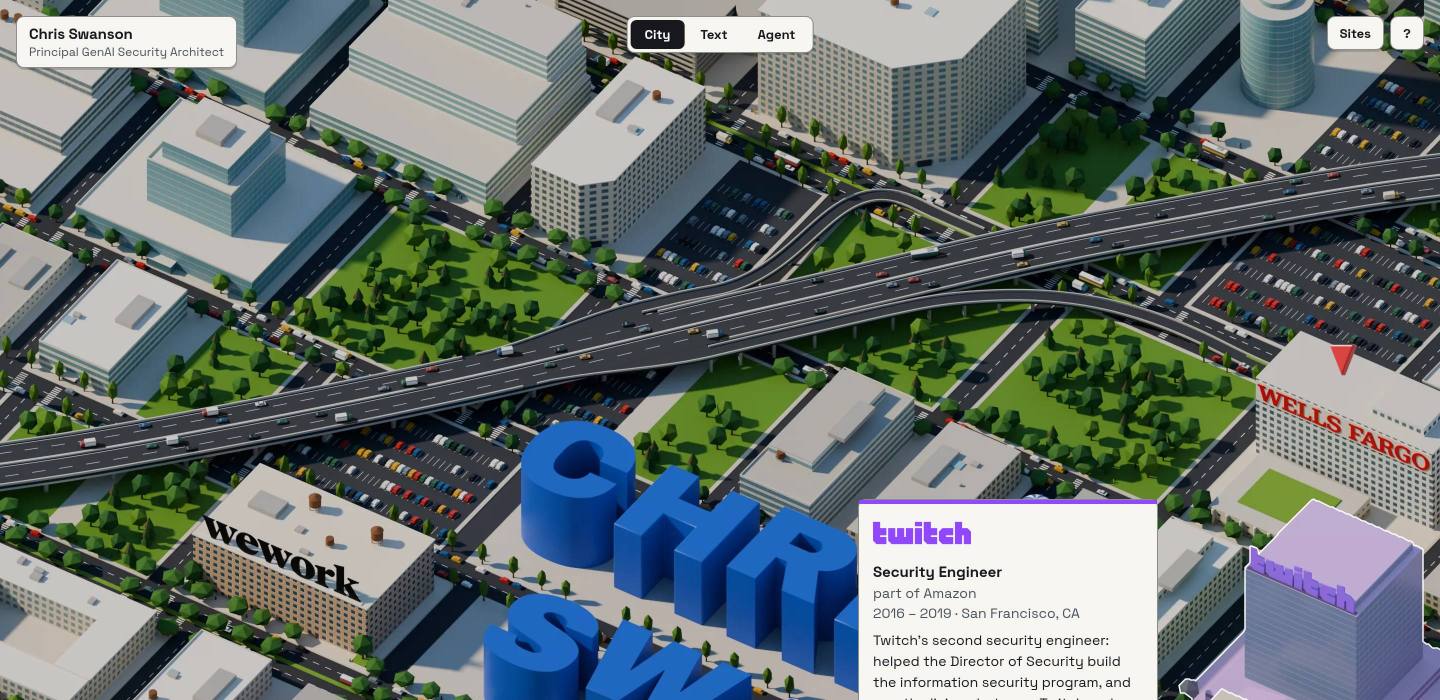 Chris Swanson
Principal GenAI Security Architect
City
Text
Agent
Sites
?
WELLS FARGO
wework
CHR
SW
twitch
twitch
Security Engineer
part of Amazon
2016 – 2019 · San Francisco, CA
Twitch's second security engineer:
helped the Director of Security build
the information security program, and